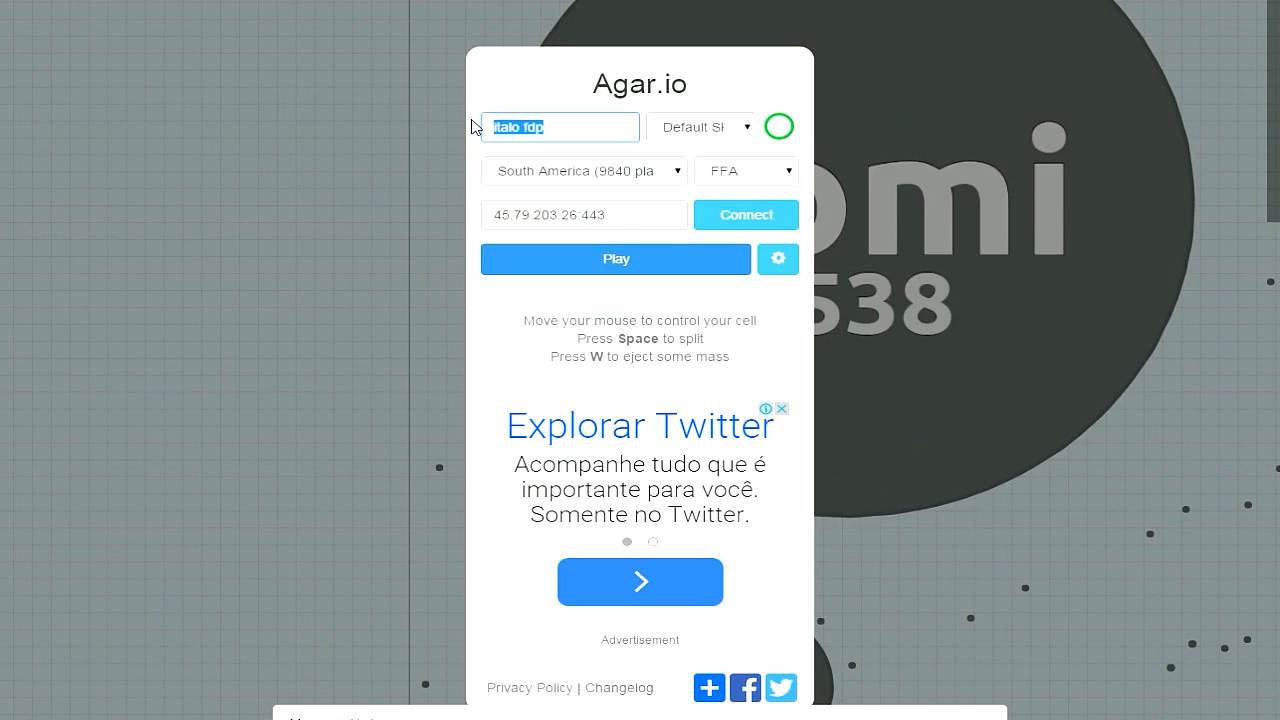 Agar.io
italo fdp
Default Sk
South America (9840 pla
FFA
45.79.203.26:443
Connect
Play
Move your mouse to control your cell
Press Space to split
Press W to eject some mass
Explorar Twitter
Acompanhe tudo que é
importante para você.
Somente no Twitter.
Advertisement
Privacy Policy | Changelog
omi
538